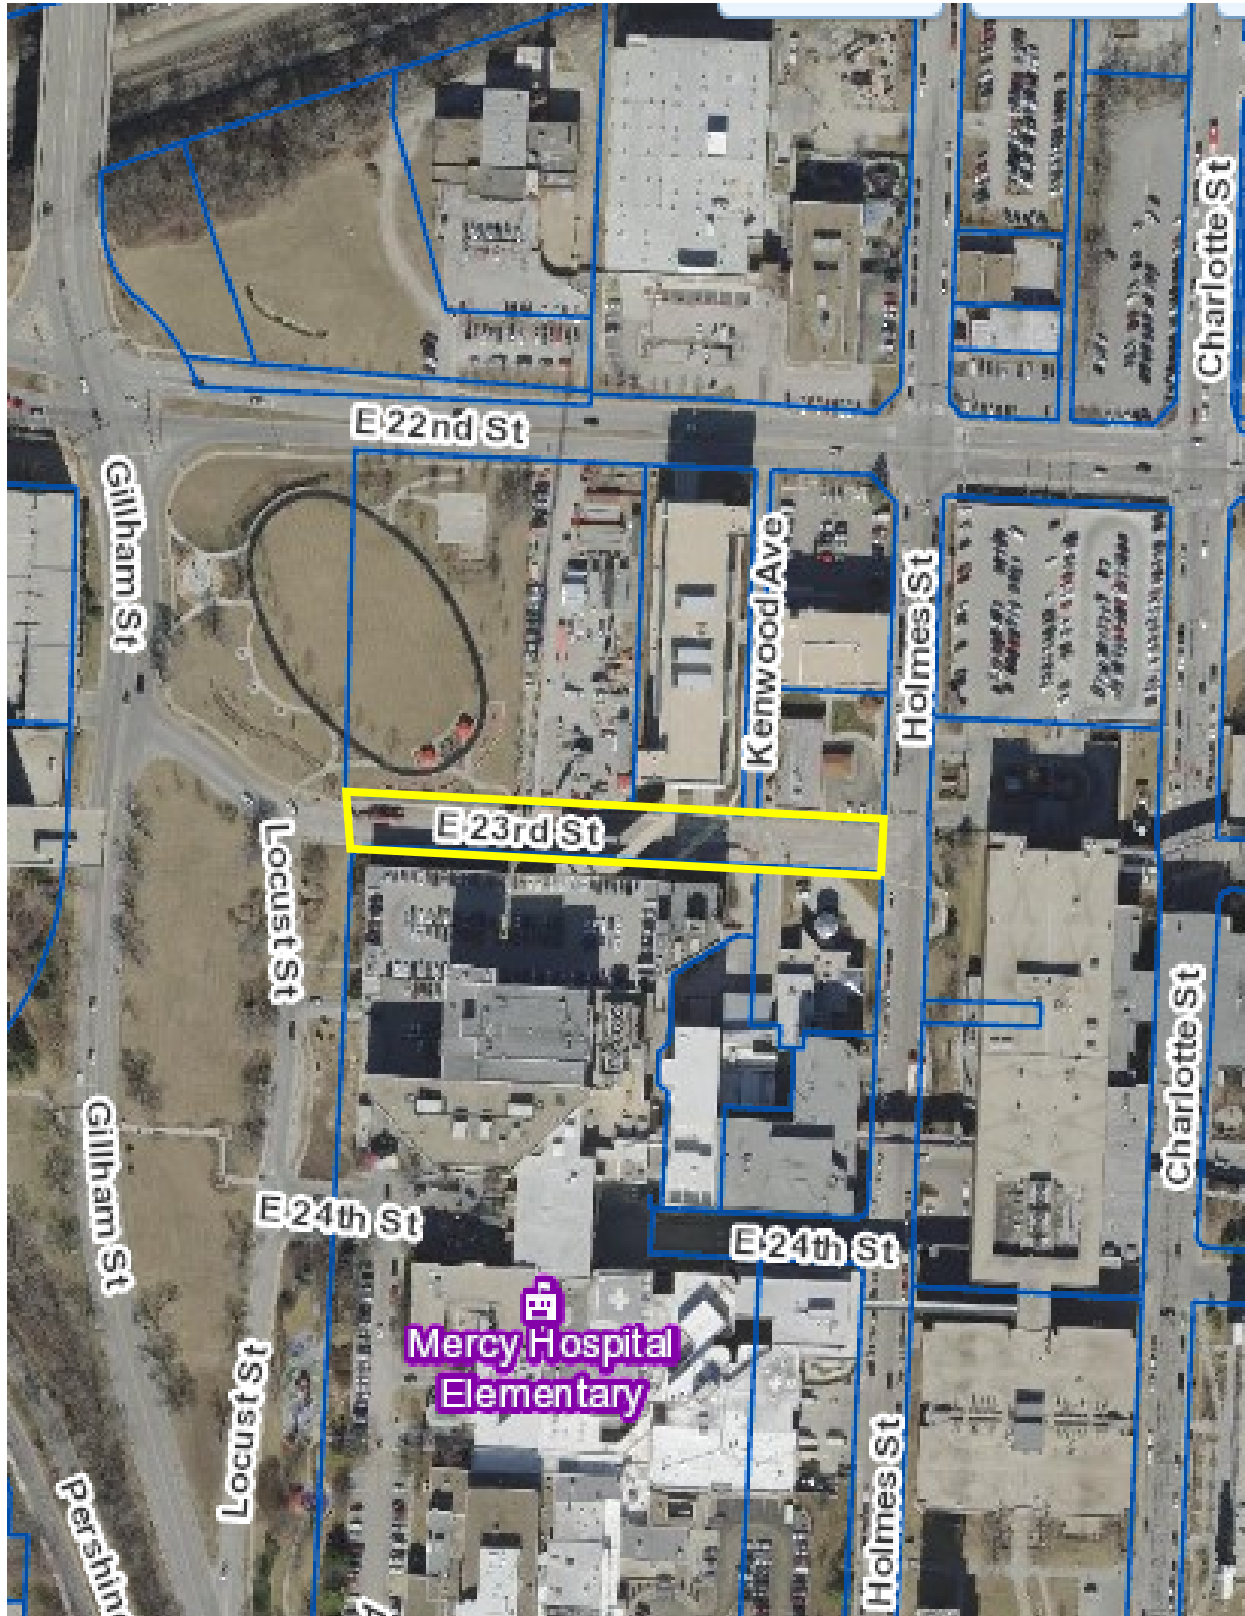 Charlotte St
E 22nd St
Gillham St
Kenwood Ave
Holmes St
E 23rd St
Locust St
Charlotte St
Gillham St
E 24th St
E 24th St
Mercy Hospital
Elementary
Locust St
Holmes St